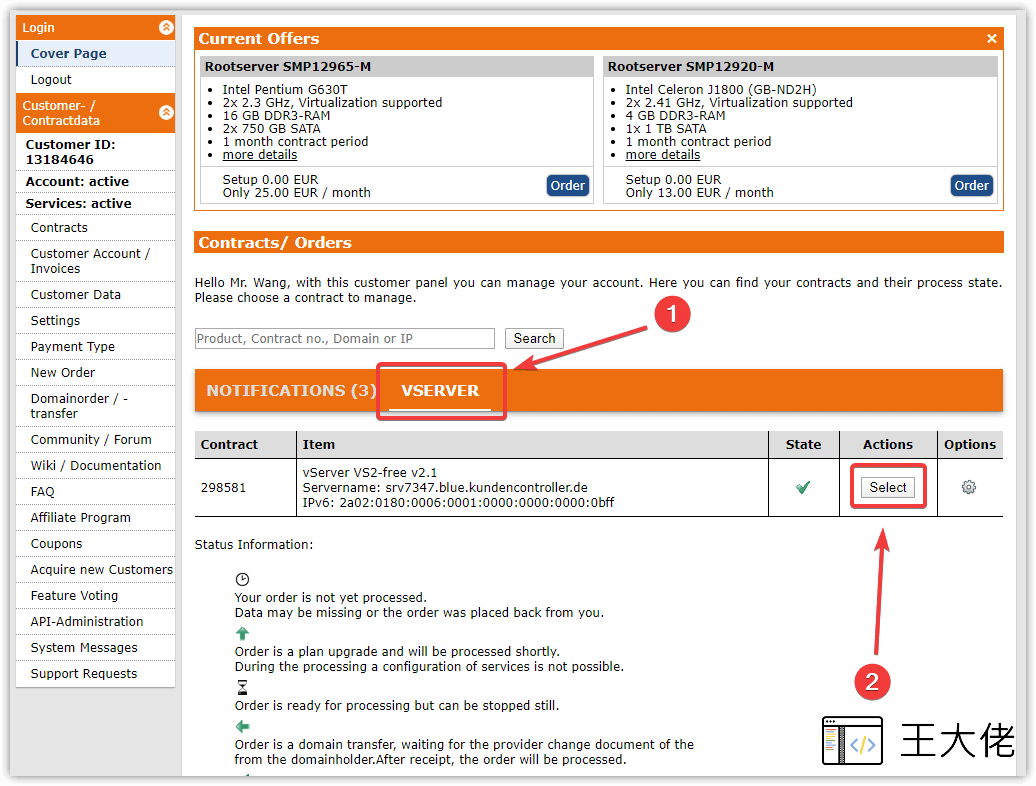 Login
Cover Page
Logout
Customer- /
Contractdata
Customer ID:
13184646
Account: active
Services: active
Contracts
Customer Account /
Invoices
Customer Data
Settings
Payment Type
New Order
Domainorder / -
transfer
Community / Forum
Wiki / Documentation
FAQ
Affiliate Program
Coupons
Acquire new Customers
Feature Voting
API-Administration
System Messages
Support Requests
Current Offers
Rootserver SMP12965-M
Intel Pentium G630T
2x 2.3 GHz, Virtualization supported
16 GB DDR3-RAM
2x 750 GB SATA
1 month contract period
more details
Setup 0.00 EUR
Only 25.00 EUR / month
Order
Rootserver SMP12920-M
Intel Celeron J1800 (GB-ND2H)
2x 2.41 GHz, Virtualization supported
4 GB DDR3-RAM
1x 1 TB SATA
1 month contract period
more details
Setup 0.00 EUR
Only 13.00 EUR / month
Order
Contracts/ Orders
Hello Mr. Wang, with this customer panel you can manage your account. Here you can find your contracts and their process state.
Please choose a contract to manage.
1
Product, Contract no., Domain or IP Search
NOTIFICATIONS (3) VSERVER
Contract Item State Actions Options
vServer VS2-free v2.1
298581 Servername: srv7347.blue.kundencontroller.de Select
IPv6: 2a02:0180:0006:0001:0000:0000:0000:0bff
Status Information:
Your order is not yet processed.
Data may be missing or the order was placed back from you.
Order is a plan upgrade and will be processed shortly.
During the processing a configuration of services is not possible.
2
Order is ready for processing but can be stopped still.
Order is a domain transfer, waiting for the provider change document of the
from the domainholder.After receipt, the order will be processed.
</> 王大佬